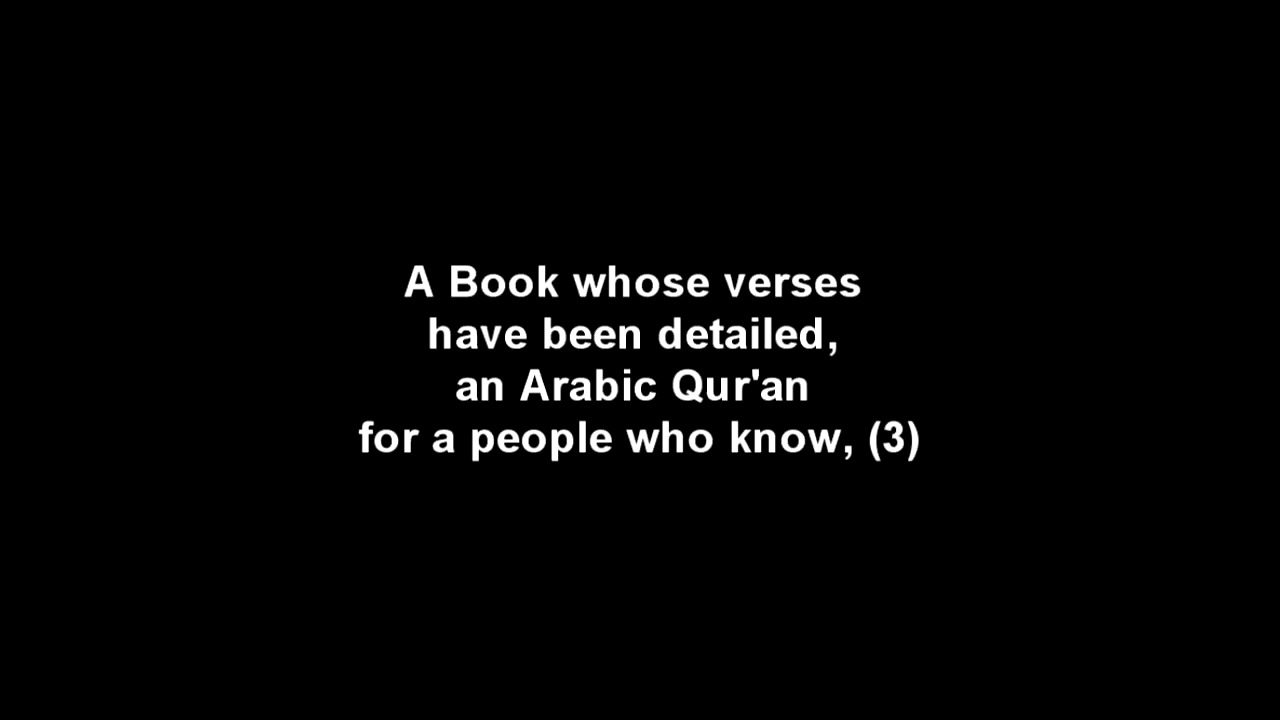 A Book whose verses
have been detailed,
an Arabic Qur'an
for a people who know, (3)